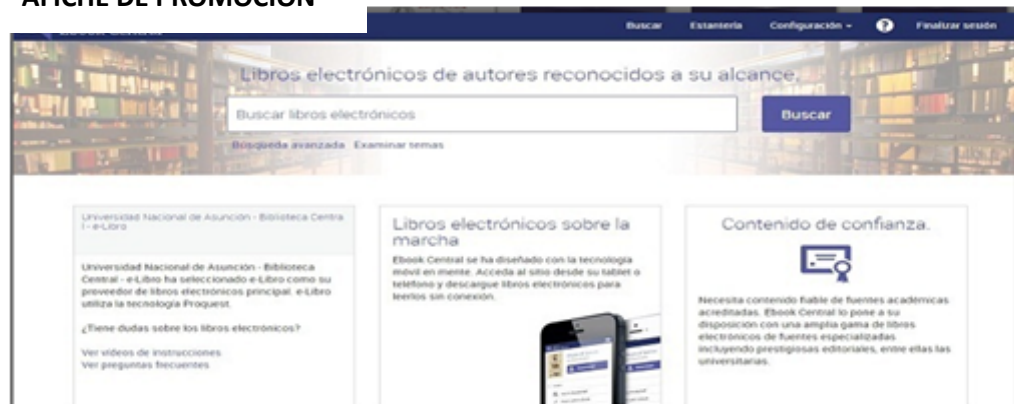 AFICHE DE PROMOCIÓN
Buscar Estantería Configuración Finalizar sesión
Libros electrónicos de autores reconocidos a su alcance.
Buscar libros electrónicos
Buscar
Búsqueda avanzada Examinar temas
Universidad Nacional de Asunción - Biblioteca Centra
l - e-Libro
Universidad Nacional de Asunción - Biblioteca
Central - e-Libro ha seleccionado e-Libro como su
proveedor de libros electrónicos principal. e-Libro
utiliza la tecnología Proquest.
¿Tiene dudas sobre los libros electrónicos?
Ver vídeos de instrucciones
Ver preguntas frecuentes
Libros electrónicos sobre la
marcha
Ebook Central se ha diseñado con la tecnología
móvil en mente. Acceda al sitio desde su tablet o
teléfono y descargue libros electrónicos para
leerlos sin conexión.
Contenido de confianza.
Necesita contenido fiable de fuentes académicas
acreditadas. Ebook Central lo pone a su
disposición con una amplia gama de libros
electrónicos de fuentes especializadas
incluyendo prestigiosas editoriales, entre ellas las
universitarias.